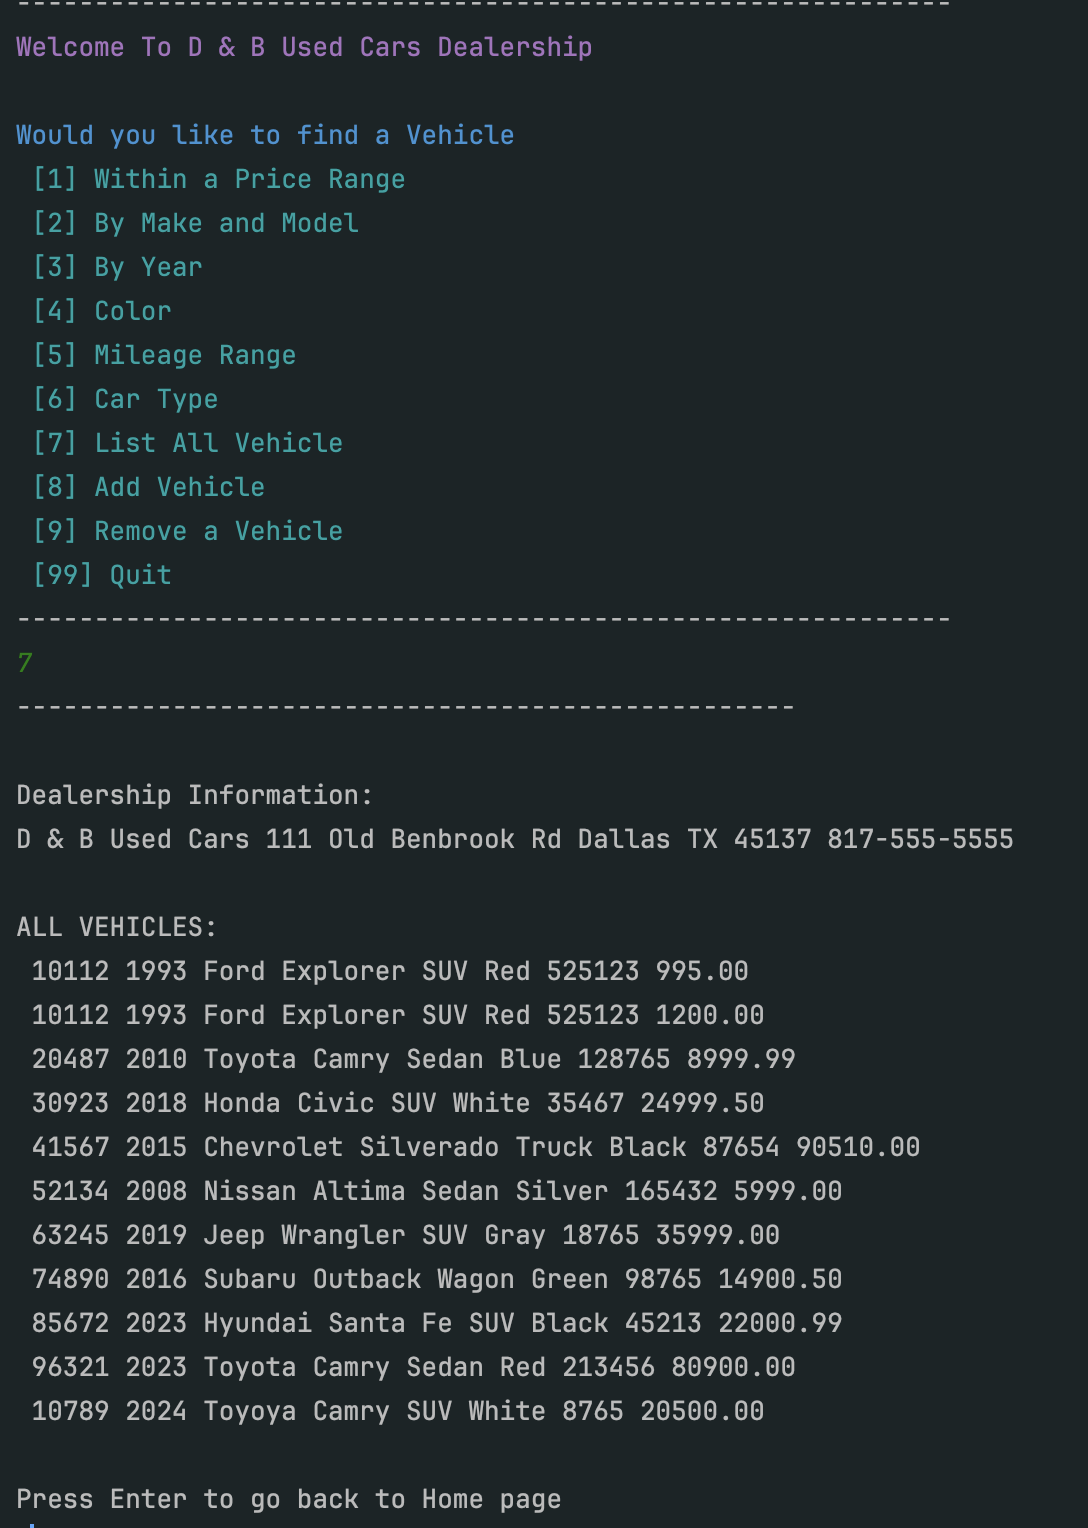 ------------------------------------------------------------
Welcome To D & B Used Cars Dealership
Would you like to find a Vehicle
[1] Within a Price Range
[2] By Make and Model
[3] By Year
[4] Color
[5] Mileage Range
[6] Car Type
[7] List All Vehicle
[8] Add Vehicle
[9] Remove a Vehicle
[99] Quit
------------------------------------------------------------
7
--------------------------------------------------
Dealership Information:
D & B Used Cars 111 Old Benbrook Rd Dallas TX 45137 817-555-5555
ALL VEHICLES:
10112 1993 Ford Explorer SUV Red 525123 995.00
10112 1993 Ford Explorer SUV Red 525123 1200.00
20487 2010 Toyota Camry Sedan Blue 128765 8999.99
30923 2018 Honda Civic SUV White 35467 24999.50
41567 2015 Chevrolet Silverado Truck Black 87654 90510.00
52134 2008 Nissan Altima Sedan Silver 165432 5999.00
63245 2019 Jeep Wrangler SUV Gray 18765 35999.00
74890 2016 Subaru Outback Wagon Green 98765 14900.50
85672 2023 Hyundai Santa Fe SUV Black 45213 22000.99
96321 2023 Toyota Camry Sedan Red 213456 80900.00
10789 2024 Toyoya Camry SUV White 8765 20500.00
Press Enter to go back to Home page